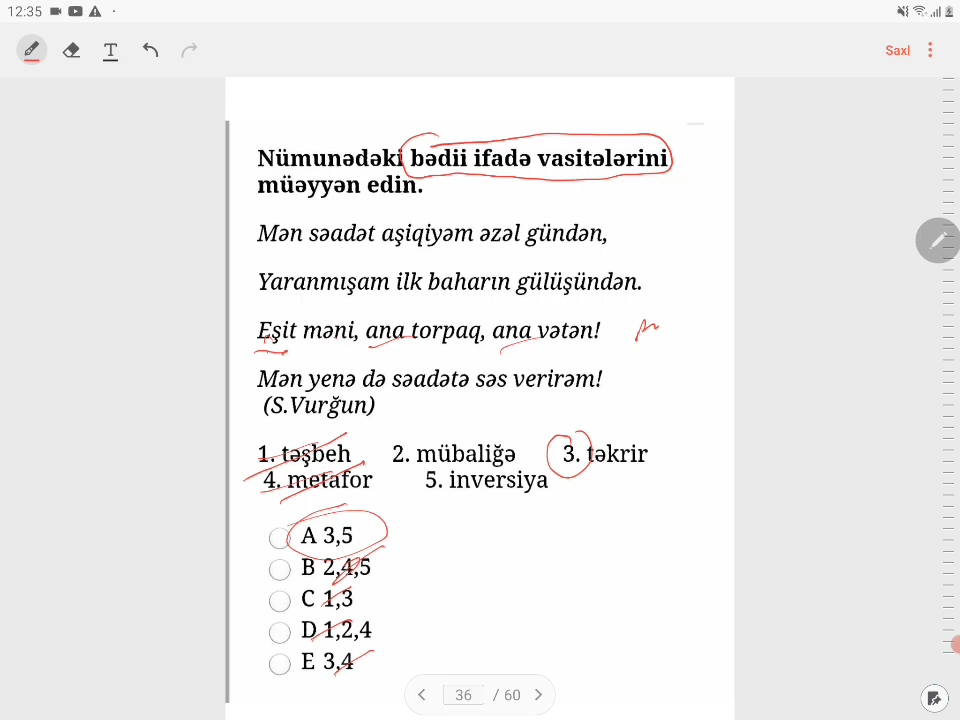 12:35
T
Saxl
Nümunədəki bədii ifadə vasitələrini
müəyyən edin.
Mən səadət aşiqiyəm əzəl gündən,
Yaranmışam ilk baharın gülüşündən.
Eşit məni, ana torpaq, ana vətən!
Mən yenə də səadətə səs verirəm!
(S.Vurğun)
1. təşbeh 2. mübaliğə 3. təkrir
4. metafor 5. inversiya
A 3,5
B 2,4,5
C 1,3
D 1,2,4
E 3,4
36 / 60